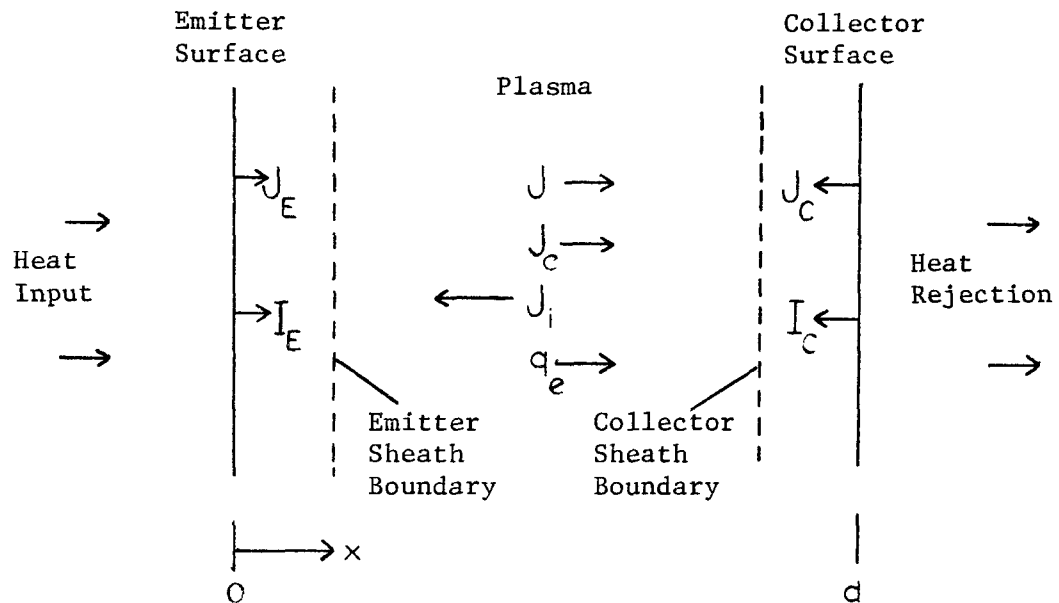 Emitter
Surface
Collector
Surface
Plasma
J_E
J
J_C
J_c
Heat
Input
Heat
Rejection
I_E
J_i
I_C
q_e
Emitter
Sheath
Boundary
Collector
Sheath
Boundary
x
0
d